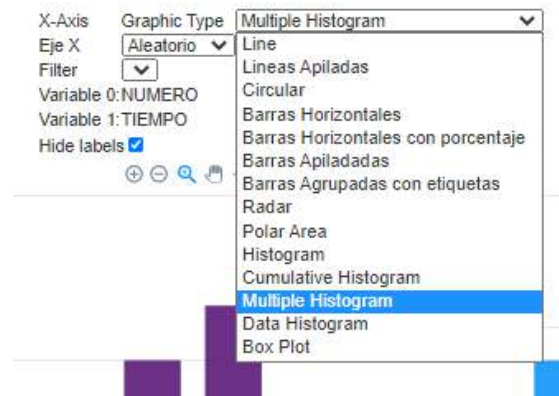 X-Axis Graphic Type Multiple Histogram
Eje X Aleatorio
Line
Filter
Lineas Apiladas
Circular
Variable 0:NUMERO
Barras Horizontales
Variable 1:TIEMPO
Barras Horizontales con porcentaje
Hide labels
Barras Apiladadas
Barras Agrupadas con etiquetas
Radar
Polar Area
Histogram
Cumulative Histogram
Multiple Histogram
Data Histogram
Box Plot